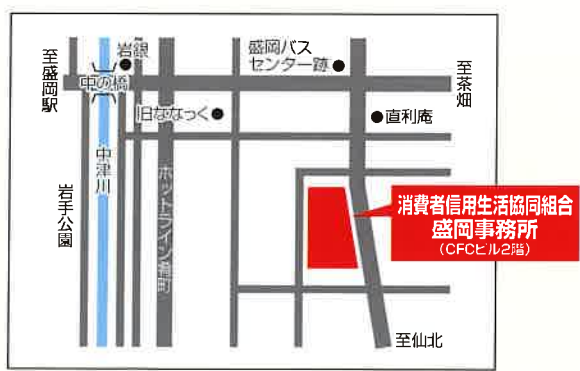 至盛岡駅
岩銀
中の橋
盛岡バス
センター跡
至茶畑
旧ななっく
直利庵
中津川
岩手公園
ホットライン肴町
消費者信用生活協同組合
盛岡事務所
(CFCビル2階)
至仙北